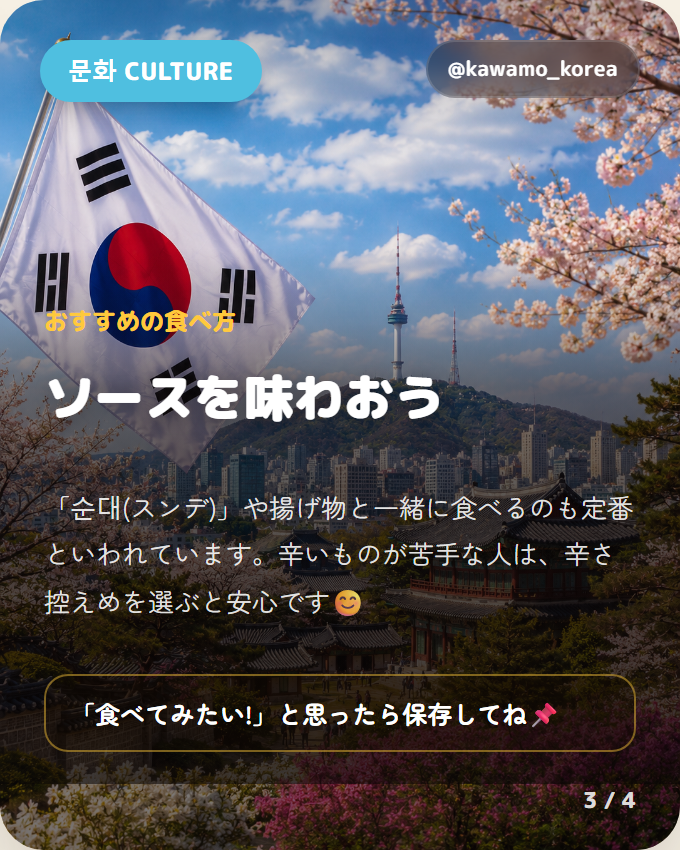 문화 CULTURE
@kawamo_korea
おすすめの食べ方
ソースを味わおう
「순대(スンデ)」や揚げ物と一緒に食べるのも定番
といわれています。辛いものが苦手な人は、辛さ
控えめを選ぶと安心です😊
「食べてみたい!」と思ったら保存してね📌
3 / 4